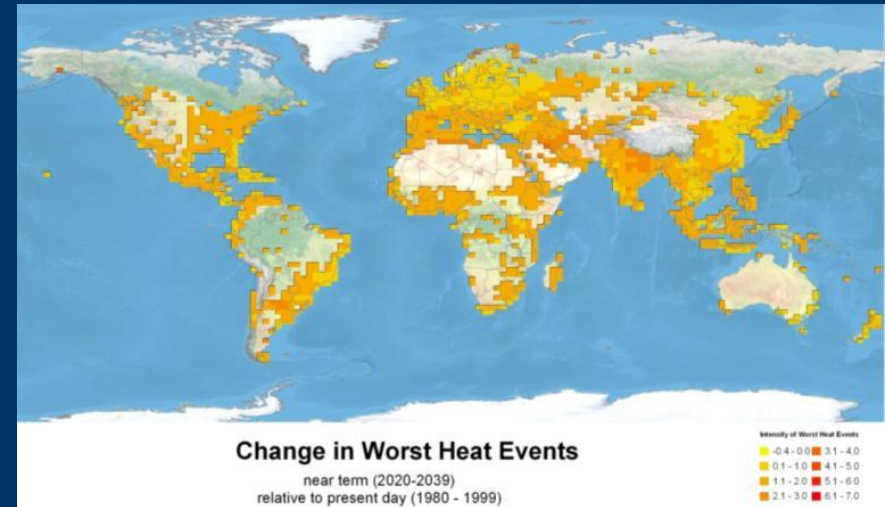 Change in Worst Heat Events
near term (2020-2039)
relative to present day (1980 - 1999)
Intensity of Worst Heat Events
-0.4 - 0.0 3.1 - 4.0
0.1 - 1.0 4.1 - 5.0
1.1 - 2.0 5.1 - 6.0
2.1 - 3.0 6.1 - 7.0